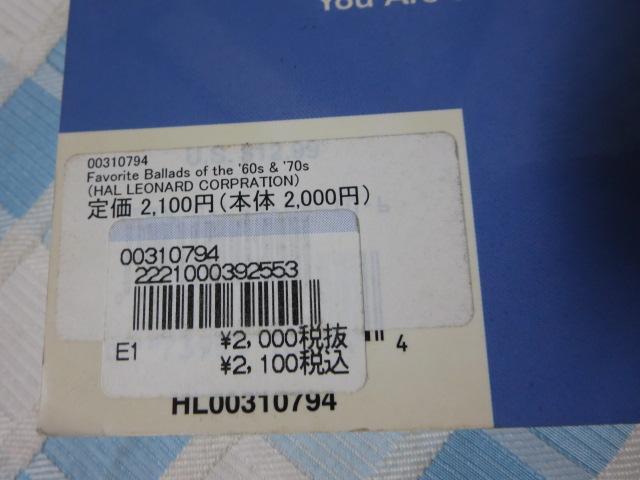 You Are
00310794
Favorite Ballads of the '60s & '70s
(HAL LEONARD CORPRATION)
定価 2,100円(本体 2,000円)
00310794
2221000392553
E1
¥2,000税抜
¥2,100税込
4
HL00310794